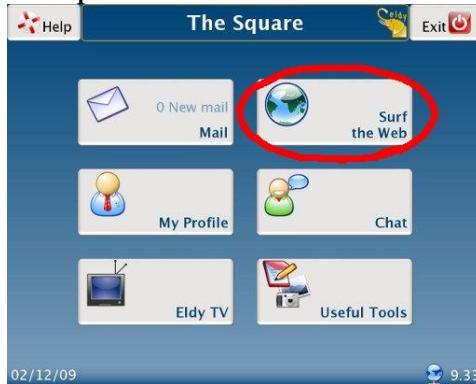 Help
The Square
Eldy
Exit
0 New mail
Mail
Surf
the Web
My Profile
Chat
Eldy TV
Useful Tools
02/12/09